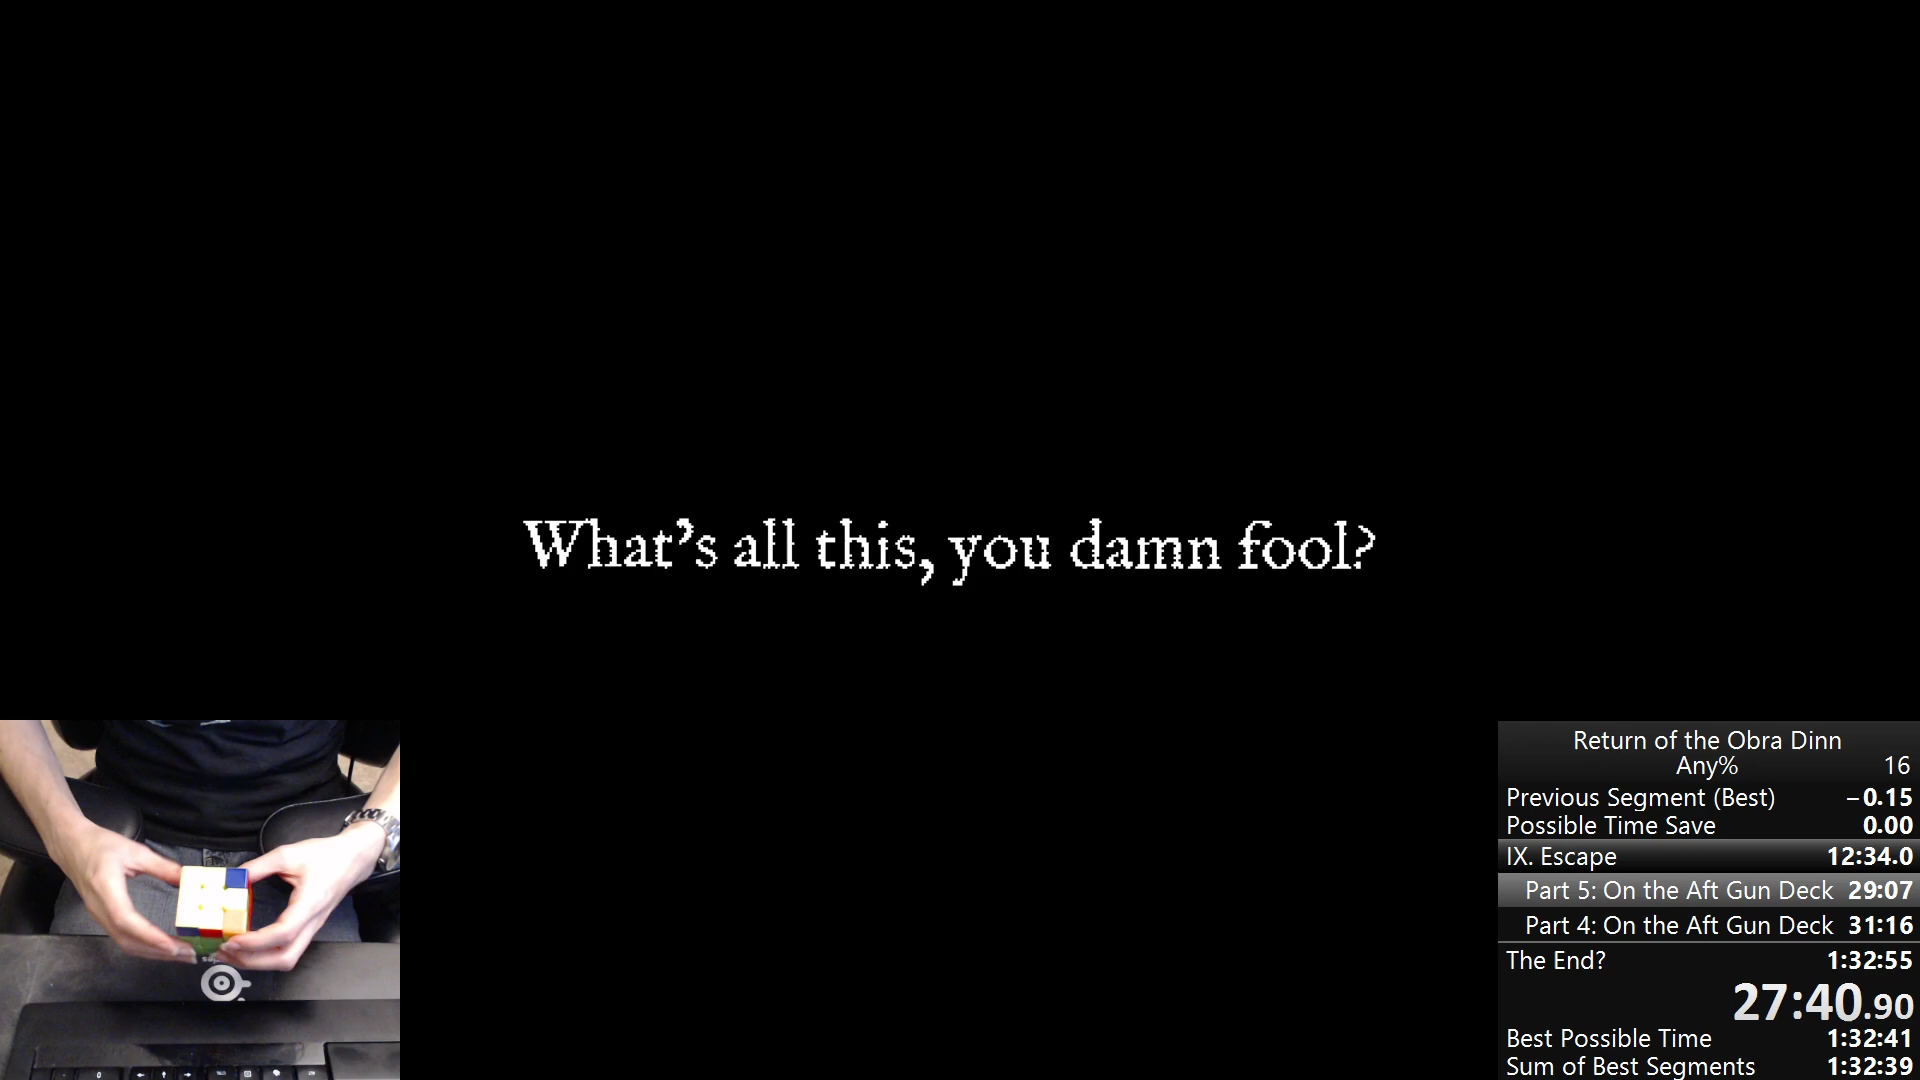 What's all this, you damn fool?
Return of the Obra Dinn
Any% 16
Previous Segment (Best) −0.15
Possible Time Save 0.00
IX. Escape 12:34.0
Part 5: On the Aft Gun Deck 29:07
Part 4: On the Aft Gun Deck 31:16
The End? 1:32:55
27:40.90
Best Possible Time 1:32:41
Sum of Best Segments 1:32:39